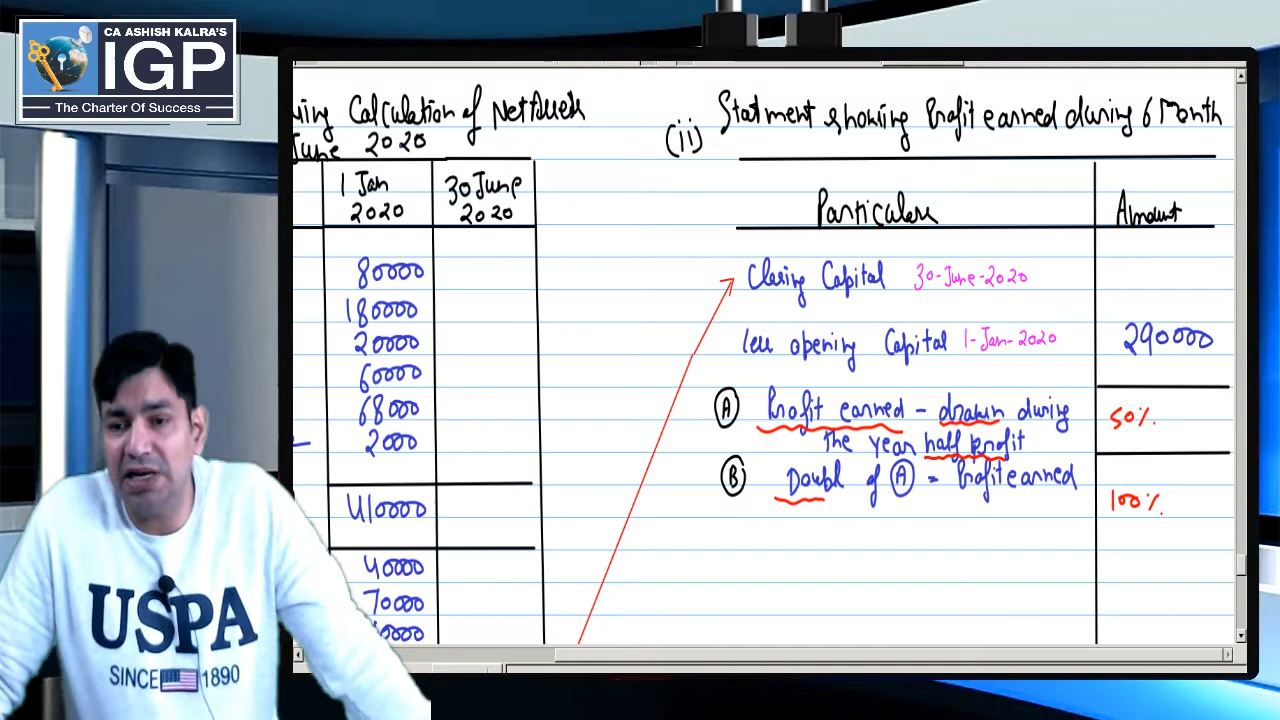 CA ASHISH KALRA'S
IGP
The Charter Of Success
Calculation of
June 2020
1 Jan
2020
30 June
2020
80000
180000
20000
60000
68000
2000
410000
40000
70000
(ii) Statment showing Profit earned during 6 Month
Particulars
Amount
Closing Capital 30-June-2020
less opening Capital 1-Jan-2020 290000
(A) Profit earned - drawn during
the year half profit
50%
(B) Double of (A) = Profit earned
100%
USPA
SINCE 1890